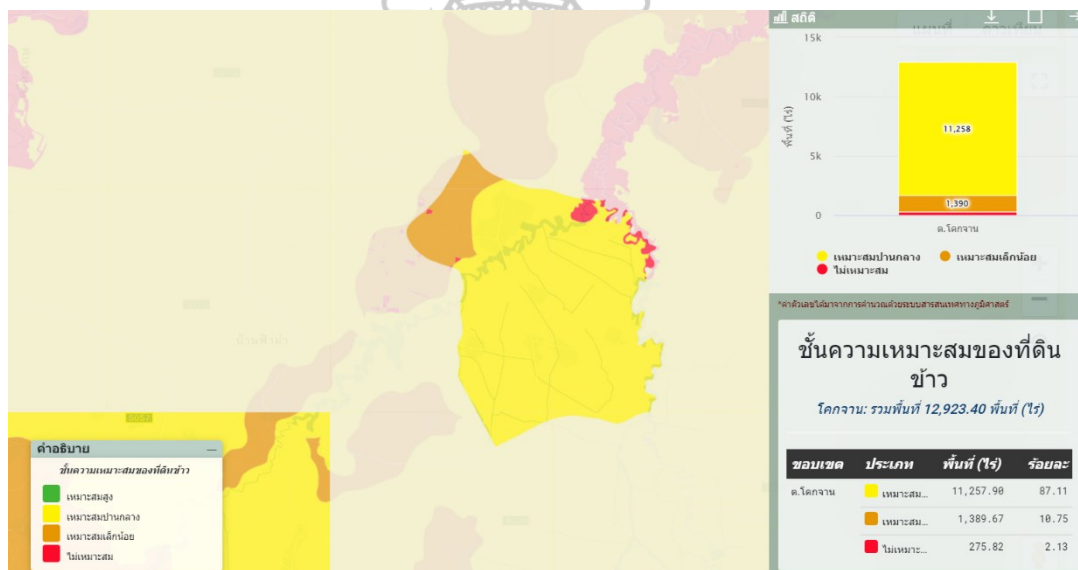 สถิติ
15k
10k
5k
0
พื้นที่ (ไร่)
11,258
1,390
ต.โคกจาน
เหมาะสมปานกลาง
เหมาะสมเล็กน้อย
ไม่เหมาะสม
*ค่าตัวเลขได้มาจากการคำนวณด้วยระบบสารสนเทศทางภูมิศาสตร์
ชั้นความเหมาะสมของที่ดิน
ข้าว
โคกจาน: รวมพื้นที่ 12,923.40 พื้นที่ (ไร่)
ขอบเขต ประเภท พื้นที่ (ไร่) ร้อยละ
ต.โคกจาน เหมาะสม... 11,257.90 87.11
เหมาะสม... 1,389.67 10.75
ไม่เหมาะ... 275.82 2.13
คำอธิบาย
ชั้นความเหมาะสมของที่ดินข้าว
เหมาะสมสูง
เหมาะสมปานกลาง
เหมาะสมเล็กน้อย
ไม่เหมาะสม